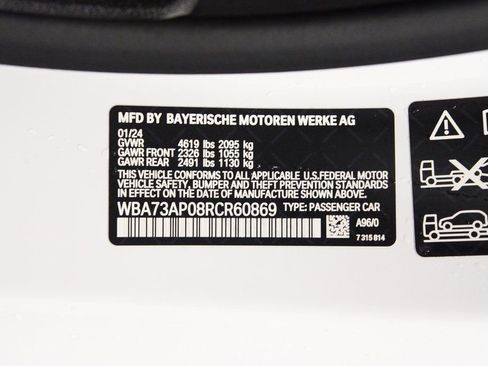 MFD BY BAYERISCHE MOTOREN WERKE AG
01/24
GVWR 4619 lbs 2095 kg
GAWR FRONT 2326 lbs 1055 kg
GAWR REAR 2491 lbs 1130 kg
THIS VEHICLE CONFORMS TO ALL APPLICABLE U.S.FEDERAL MOTOR
VEHICLE SAFETY, BUMPER, AND THEFT PREVENTION STANDARDS
IN EFFECT ON THE DATE OF MANUFACTURE SHOWN ABOVE.
WBA73AP08RCR60869 TYPE: PASSENGER CAR
A96/0
7 315 814